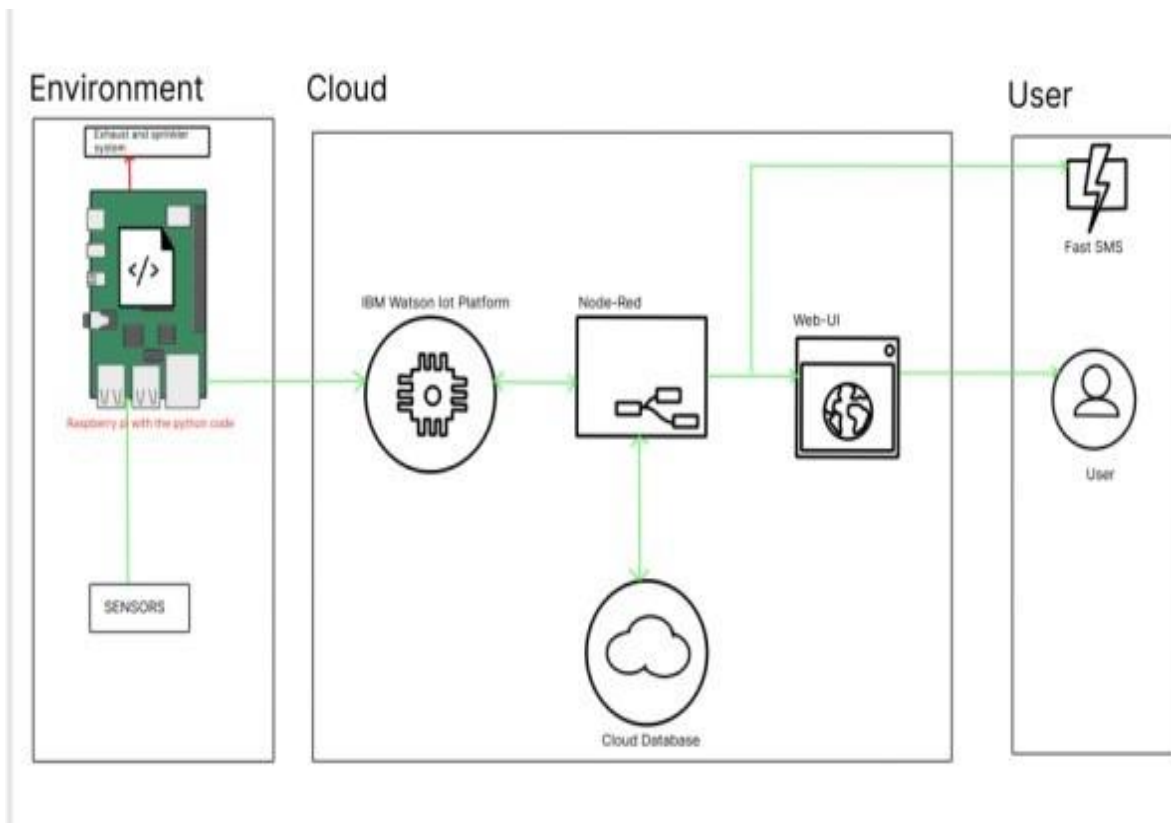 Environment
Cloud
User
Exhaust and sprinkler
system
</>
Raspberry pi with the python code
SENSORS
IBM Watson Iot Platform
Node-Red
Web-UI
Cloud Database
Fast SMS
User